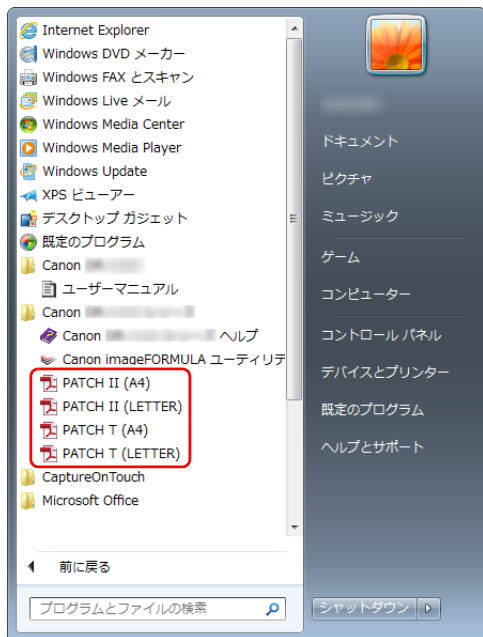 Internet Explorer
Windows DVD メーカー
Windows FAX とスキャン
Windows Live メール
Windows Media Center
Windows Media Player
Windows Update
XPS ビューアー
デスクトップ ガジェット
既定のプログラム
Canon
ユーザーマニュアル
Canon
Canon ヘルプ
Canon imageFORMULA ユーティリテ
PATCH II (A4)
PATCH II (LETTER)
PATCH T (A4)
PATCH T (LETTER)
CaptureOnTouch
Microsoft Office
前に戻る
プログラムとファイルの検索
ドキュメント
ピクチャ
ミュージック
ゲーム
コンピューター
コントロール パネル
デバイスとプリンター
既定のプログラム
ヘルプとサポート
シャットダウン